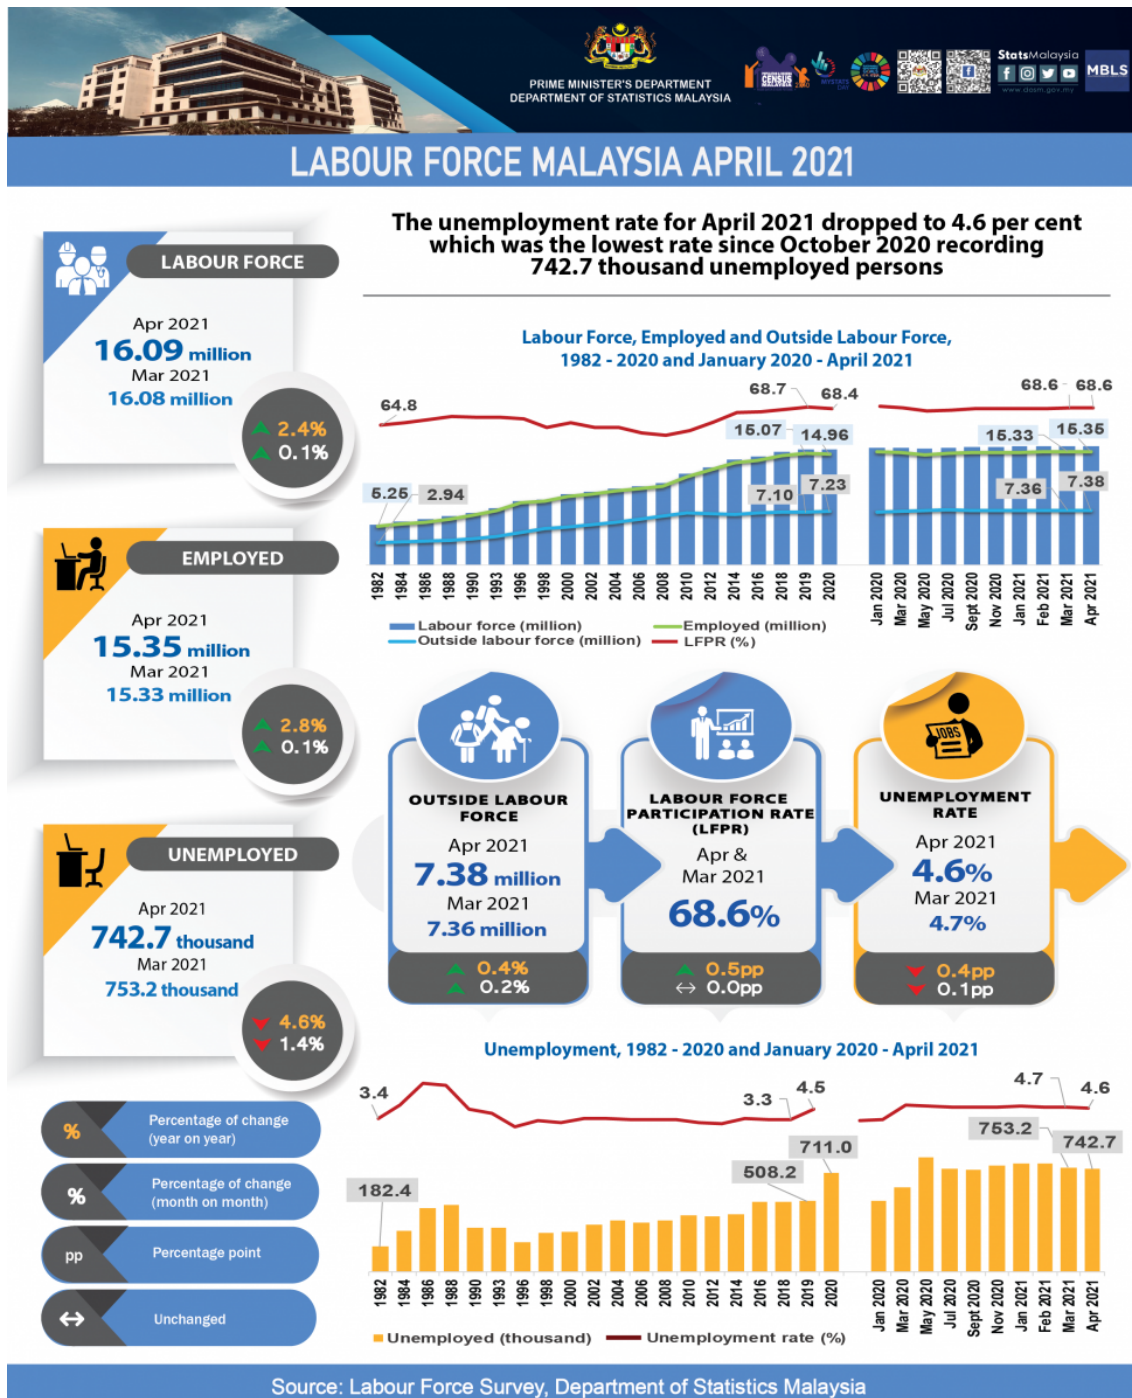 PRIME MINISTER'S DEPARTMENT
DEPARTMENT OF STATISTICS MALAYSIA
CENSUS
StatsMalaysia
www.dosm.gov.my
MBLS
LABOUR FORCE MALAYSIA APRIL 2021
The unemployment rate for April 2021 dropped to 4.6 per cent
which was the lowest rate since October 2020 recording
742.7 thousand unemployed persons
LABOUR FORCE
Apr 2021
16.09 million
Mar 2021
16.08 million
2.4%
0.1%
EMPLOYED
Apr 2021
15.35 million
Mar 2021
15.33 million
2.8%
0.1%
UNEMPLOYED
Apr 2021
742.7 thousand
Mar 2021
753.2 thousand
4.6%
1.4%
% Percentage of change
(year on year)
% Percentage of change
(month on month)
pp Percentage point
Unchanged
Labour Force, Employed and Outside Labour Force,
1982 - 2020 and January 2020 - April 2021
64.8 68.7 68.4 68.6 68.6
15.07 14.96 15.33 15.35
5.25 2.94 7.10 7.23 7.36 7.38
1982 1984 1986 1988 1990 1993 1996 1998 2000 2002 2004 2006 2008 2010 2012 2014 2016 2018 2019 2020 Jan 2020 Mar 2020 May 2020 Jul 2020 Sept 2020 Nov 2020 Jan 2021 Feb 2021 Mar 2021 Apr 2021
Labour force (million) Employed (million)
Outside labour force (million) LFPR (%)
OUTSIDE LABOUR
FORCE
Apr 2021
7.38 million
Mar 2021
7.36 million
0.4%
0.2%
LABOUR FORCE
PARTICIPATION RATE
(LFPR)
Apr &
Mar 2021
68.6%
0.5pp
0.0pp
JOBS
UNEMPLOYMENT
RATE
Apr 2021
4.6%
Mar 2021
4.7%
0.4pp
0.1pp
Unemployment, 1982 - 2020 and January 2020 - April 2021
3.4 3.3 4.5 4.7 4.6
182.4 508.2 711.0 753.2 742.7
1982 1984 1986 1988 1990 1993 1996 1998 2000 2002 2004 2006 2008 2010 2012 2014 2016 2018 2019 2020 Jan 2020 Mar 2020 May 2020 Jul 2020 Sept 2020 Nov 2020 Jan 2021 Feb 2021 Mar 2021 Apr 2021
Unemployed (thousand) Unemployment rate (%)
Source: Labour Force Survey, Department of Statistics Malaysia